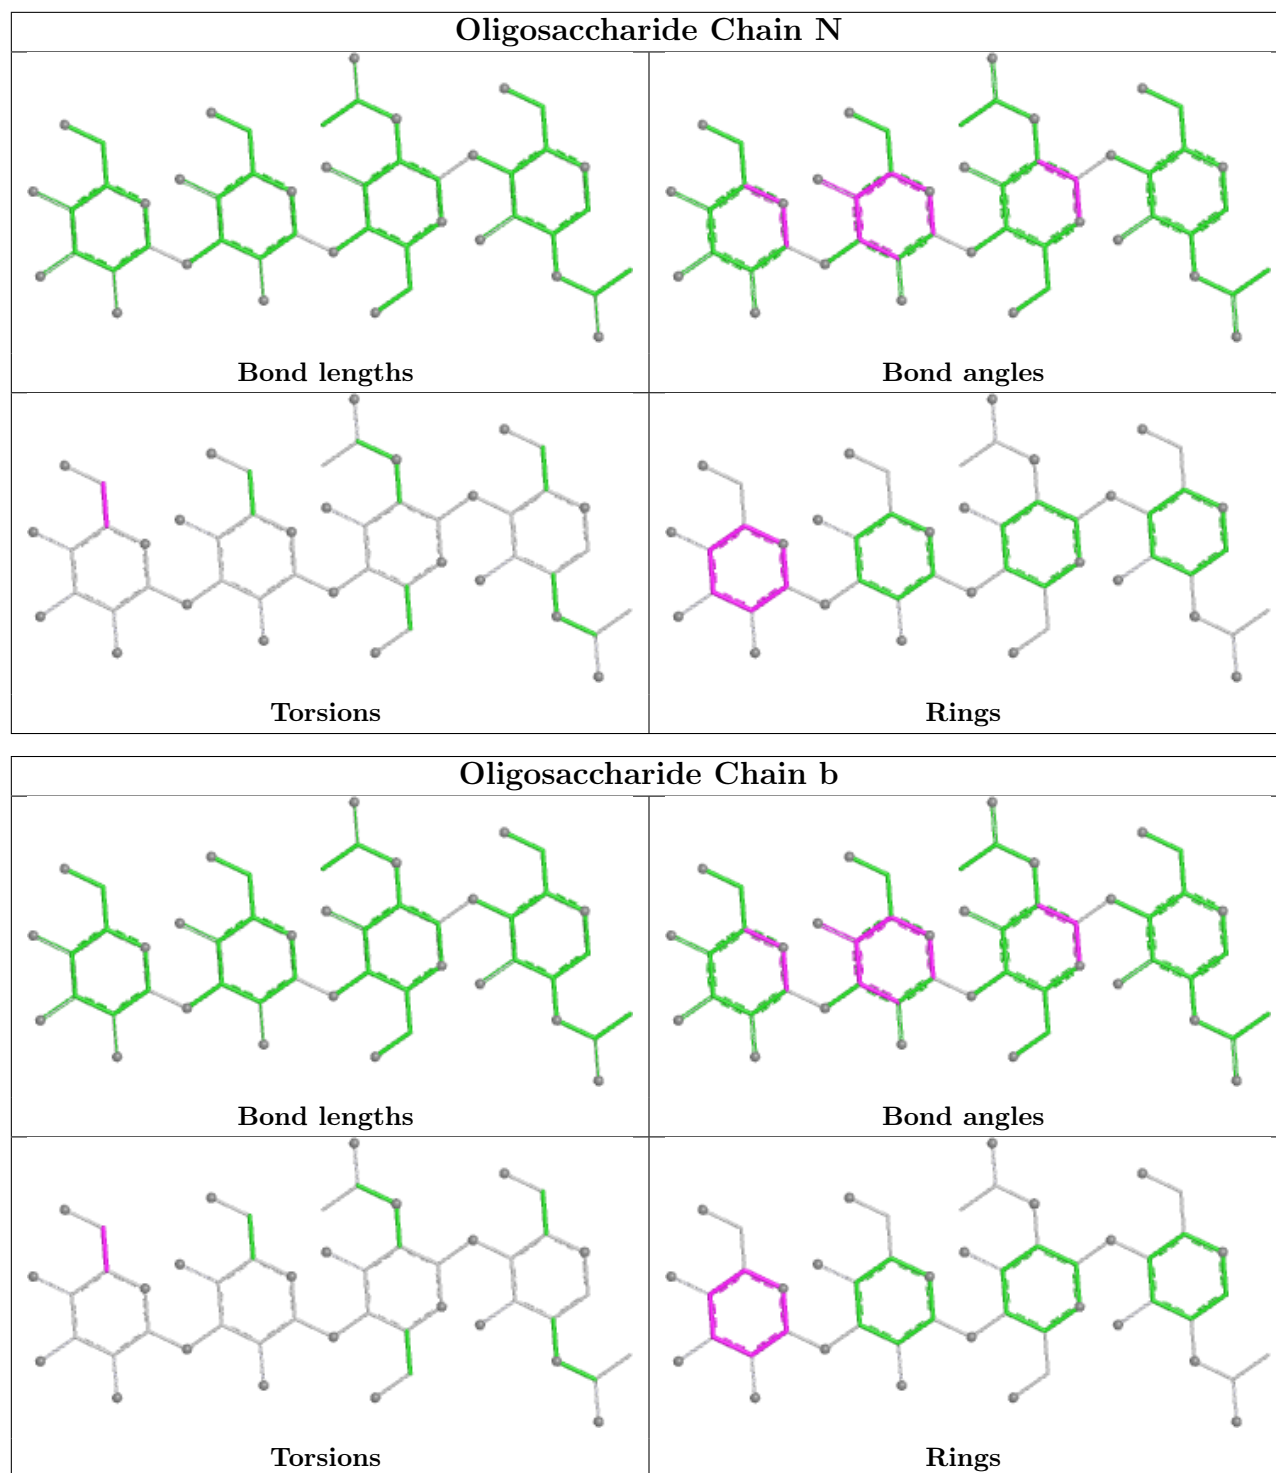 Oligosaccharide Chain N
Bond lengths
Bond angles
Torsions
Rings
Oligosaccharide Chain b
Bond lengths
Bond angles
Torsions
Rings